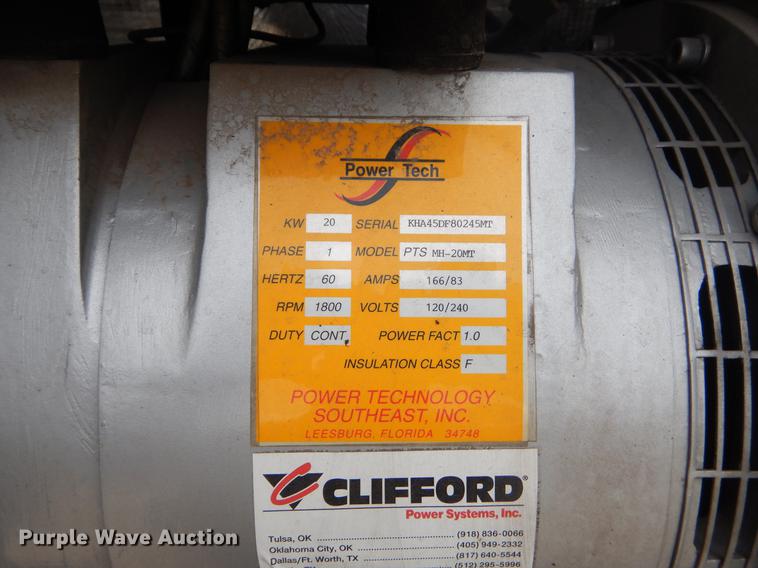 Power Tech
KW 20 SERIAL KHA45DF80245MT
PHASE 1 MODEL PTS MH-20MT
HERTZ 60 AMPS 166/83
RPM 1800 VOLTS 120/240
DUTY CONT. POWER FACT 1.0
INSULATION CLASS F
POWER TECHNOLOGY
SOUTHEAST, INC.
LEESBURG, FLORIDA 34748
CLIFFORD®
Power Systems, Inc.
Tulsa, OK (918) 836-0066
Oklahoma City, OK (405) 949-2332
Dallas/Ft. Worth, TX (817) 640-5544
(512) 295-5996
Purple Wave Auction